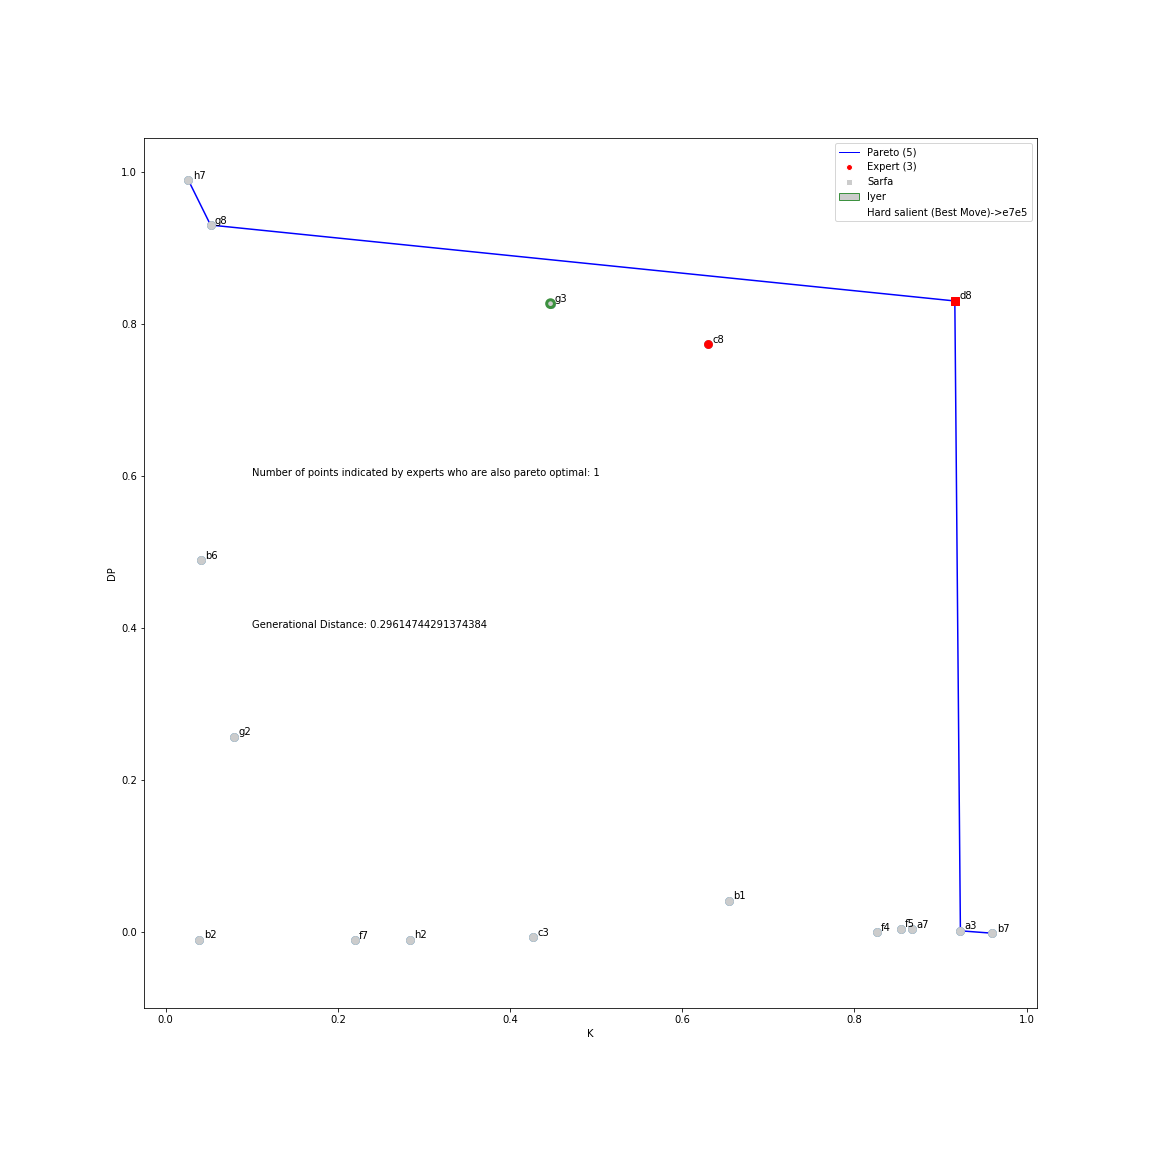 Pareto (5)
Expert (3)
Sarfa
Iyer
Hard salient (Best Move)->e7e5
1.0
h7
g8
d8
g3
0.8
c8
0.6
Number of points indicated by experts who are also pareto optimal: 1
DP
b6
0.4
Generational Distance: 0.29614744291374384
g2
0.2
b1
0.0
b2
f7
h2
c3
f4
f5
a7
a3
b7
0.0
0.2
0.4
0.6
0.8
1.0
K